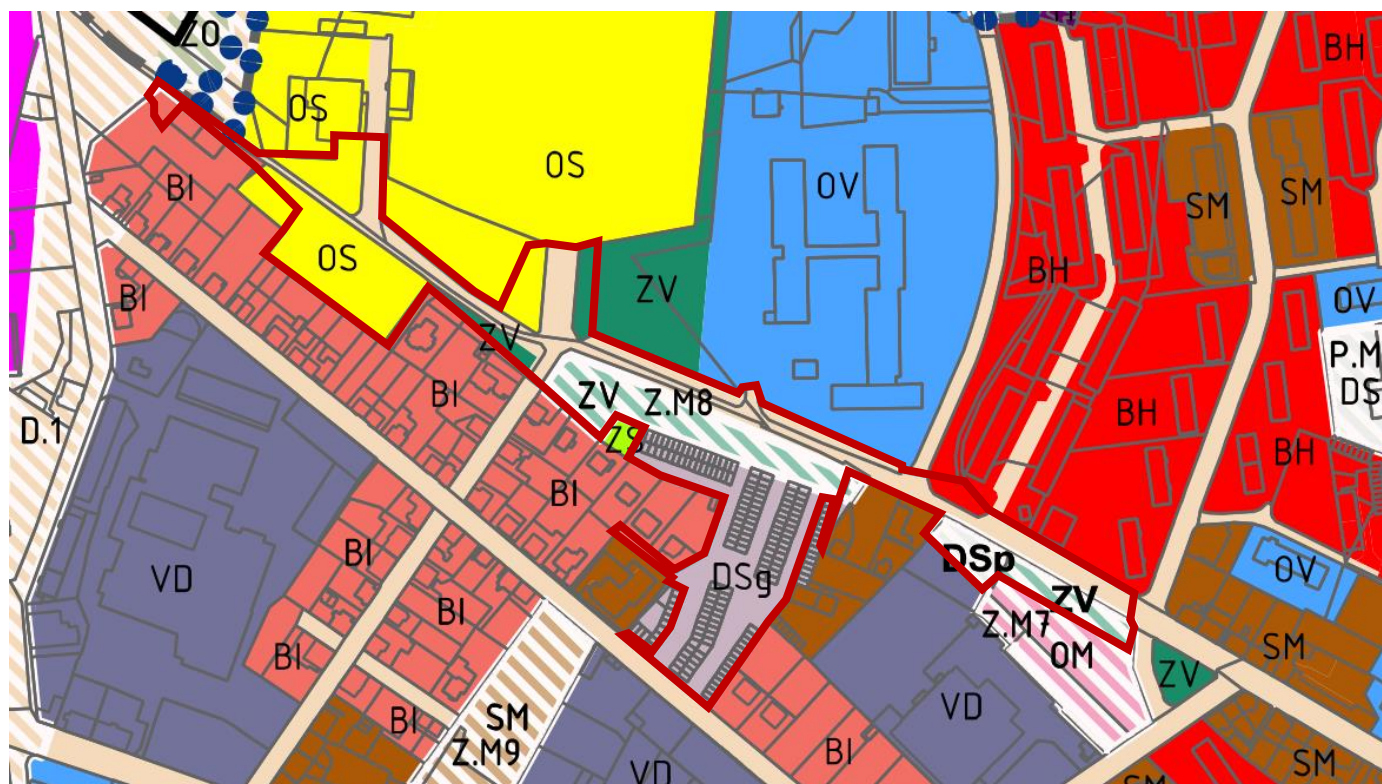 ZO
BH
OS
OS
BI
OV
SM
SM
OS
BH
BI
ZV
OV
P.M
DS
ZV
BI
ZV
Z.M8
BH
D.1
ZS
BH
BI
BI
VD
DSg
DSp
OV
ZV
BI
Z.M7
OM
SM
BI
ZV
BI
SM
Z.M9
VD
BI
SM
VD
SM